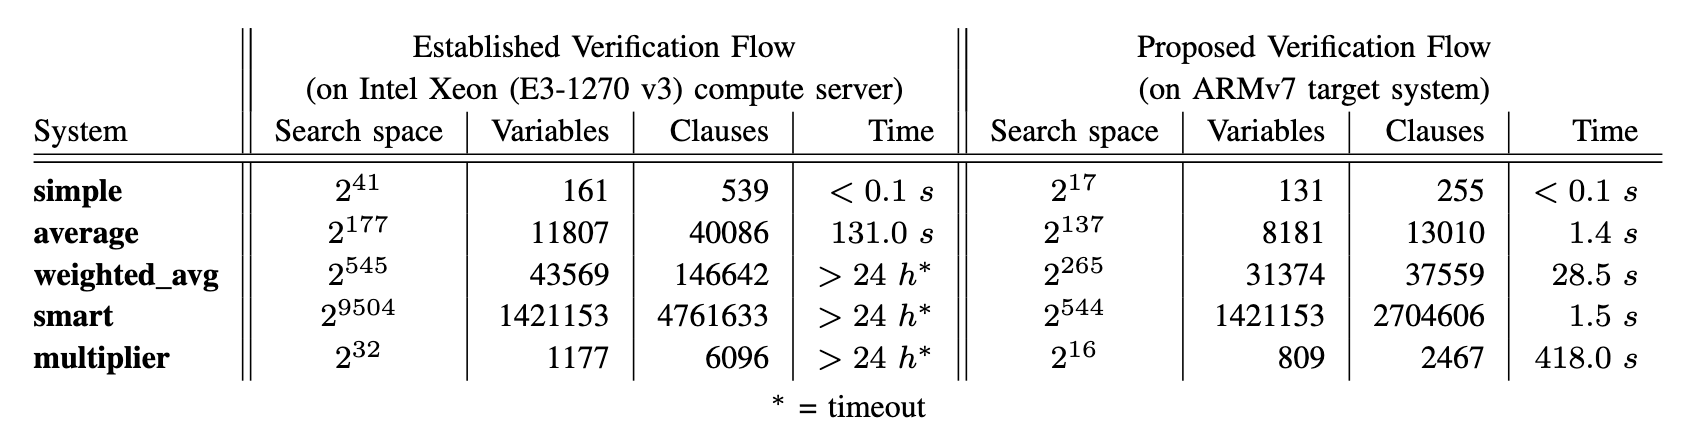 Established Verification Flow Proposed Verification Flow
(on Intel Xeon (E3-1270 v3) compute server) (on ARMv7 target system)
System Search space Variables Clauses Time Search space Variables Clauses Time
simple 2^41 161 539 < 0.1 s 2^17 131 255 < 0.1 s
average 2^177 11807 40086 131.0 s 2^137 8181 13010 1.4 s
weighted_avg 2^545 43569 146642 > 24 h* 2^265 31374 37559 28.5 s
smart 2^9504 1421153 4761633 > 24 h* 2^544 1421153 2704606 1.5 s
multiplier 2^32 1177 6096 > 24 h* 2^16 809 2467 418.0 s
* = timeout